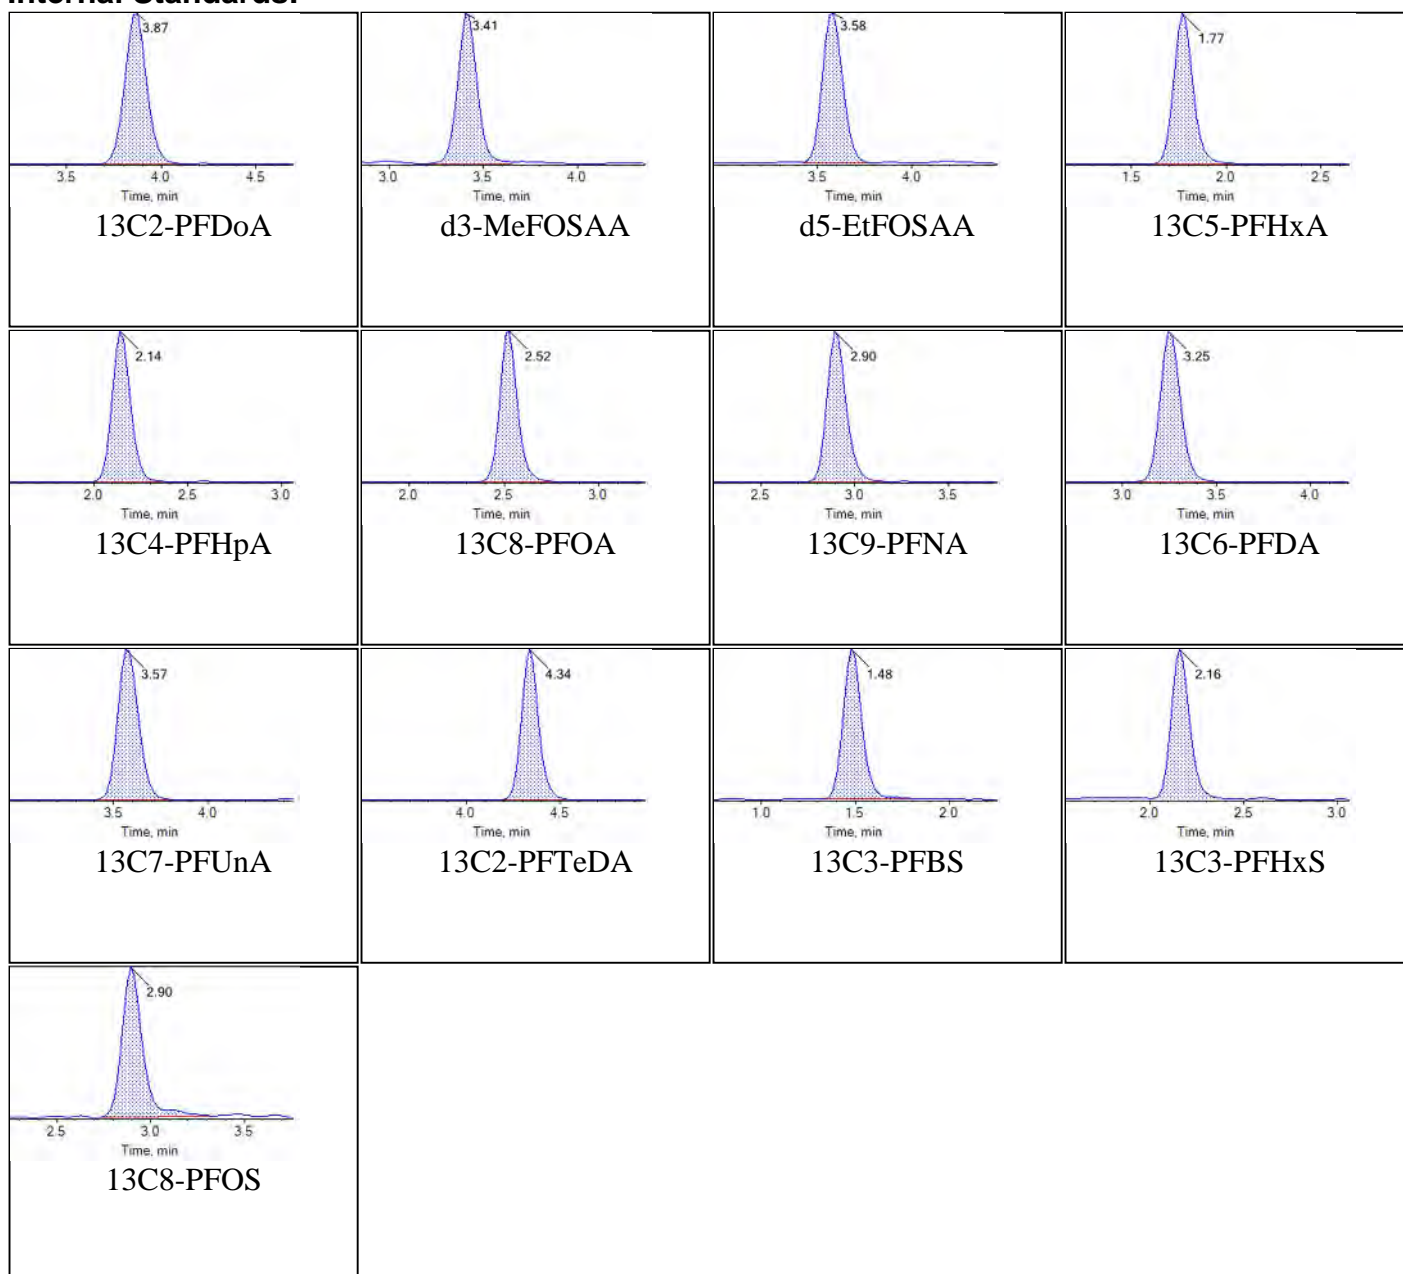 Internal Standards:
3.87
3.5 4.0 4.5
Time, min
13C2-PFDoA
3.41
3.0 3.5 4.0
Time, min
d3-MeFOSAA
3.58
3.5 4.0
Time, min
d5-EtFOSAA
1.77
1.5 2.0 2.5
Time, min
13C5-PFHxA
2.14
2.0 2.5 3.0
Time, min
13C4-PFHpA
2.52
2.0 2.5 3.0
Time, min
13C8-PFOA
2.90
2.5 3.0 3.5
Time, min
13C9-PFNA
3.25
3.0 3.5 4.0
Time, min
13C6-PFDA
3.57
3.5 4.0
Time, min
13C7-PFUnA
4.34
4.0 4.5
Time, min
13C2-PFTeDA
1.48
1.0 1.5 2.0
Time, min
13C3-PFBS
2.16
2.0 2.5 3.0
Time, min
13C3-PFHxS
2.90
2.5 3.0 3.5
Time, min
13C8-PFOS